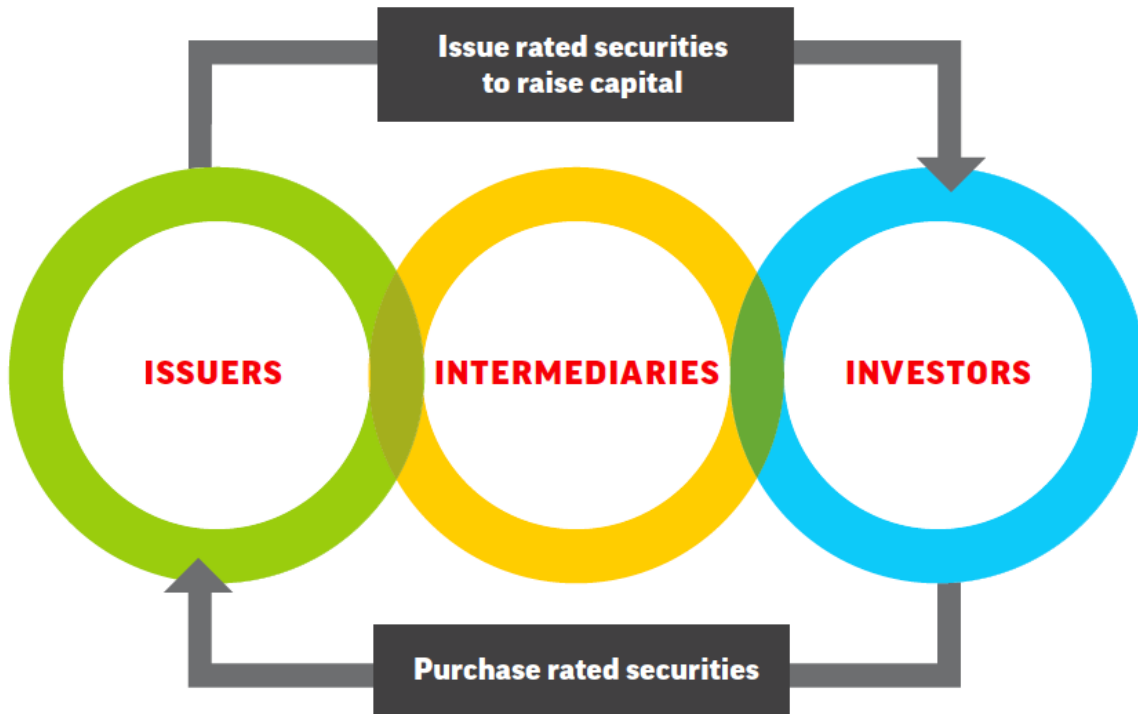 Issue rated securities
to raise capital
ISSUERS
INTERMEDIARIES
INVESTORS
Purchase rated securities